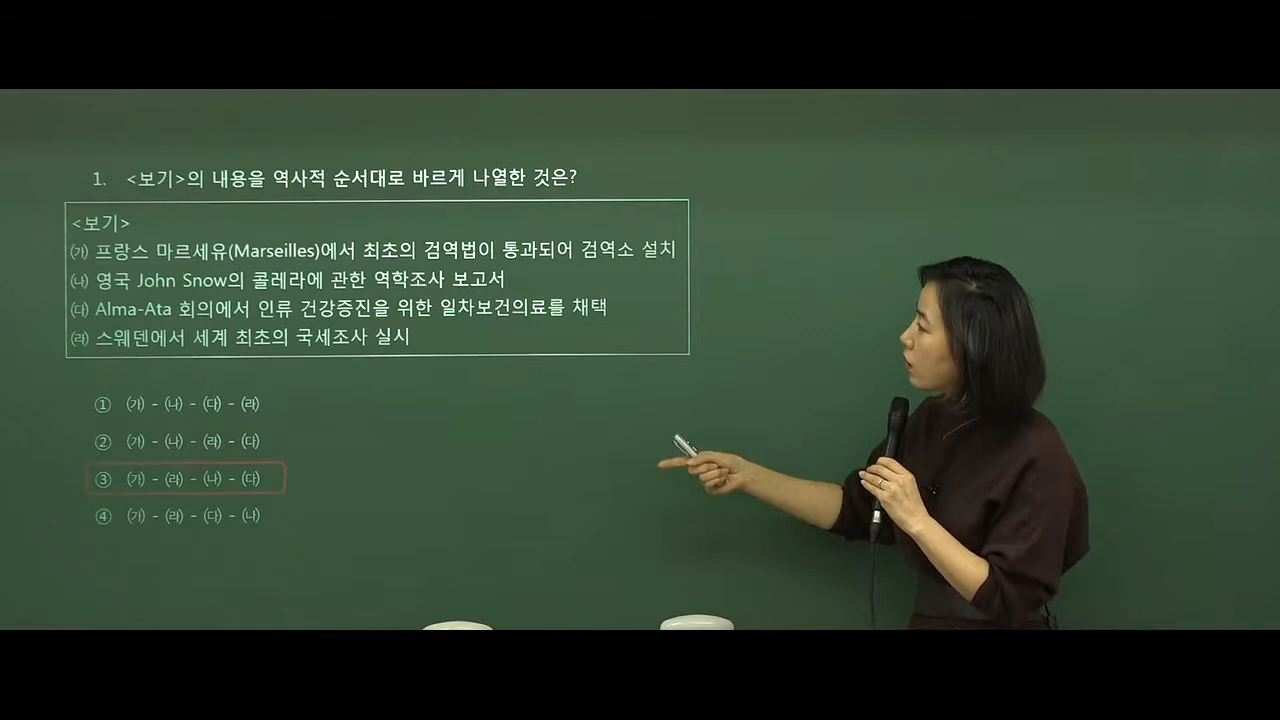 1. <보기>의 내용을 역사적 순서대로 바르게 나열한 것은?
<보기>
㈎ 프랑스 마르세유(Marseilles)에서 최초의 검역법이 통과되어 검역소 설치
㈏ 영국 John Snow의 콜레라에 관한 역학조사 보고서
㈐ Alma-Ata 회의에서 인류 건강증진을 위한 일차보건의료를 채택
㈑ 스웨덴에서 세계 최초의 국세조사 실시
① ㈎ - ㈏ - ㈐ - ㈑
② ㈎ - ㈏ - ㈑ - ㈐
③ ㈎ - ㈑ - ㈏ - ㈐
④ ㈎ - ㈑ - ㈐ - ㈏